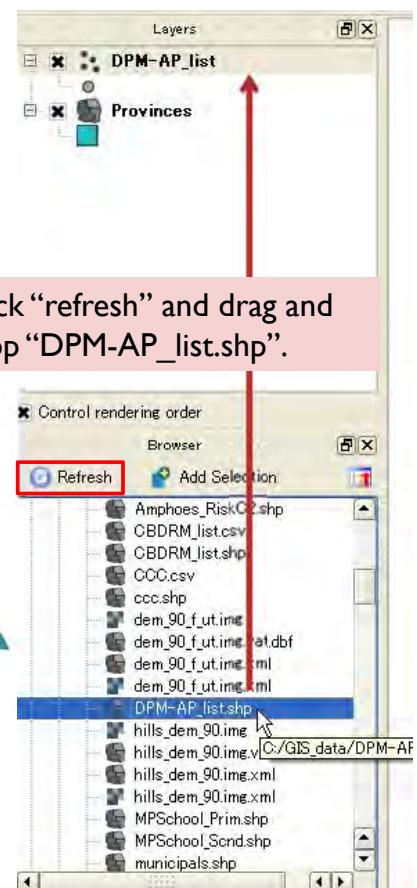 Layers
DPM-AP_list
Provinces
ck “refresh” and drag and
op “DPM-AP_list.shp”.
Control rendering order
Browser
Refresh Add Selection
Amphoes_RiskC2.shp
CBDRM_list.csv
CBDRM_list.shp
CCC.csv
ccc.shp
dem_90_f_ut.img
dem_90_f_ut.img.vat.dbf
dem_90_f_ut.img.xml
dem_90_f_ut.img.xml
DPM-AP_list.shp
hills_dem_90.img
C:/GIS_data/DPM-AP
hills_dem_90.img.v
hills_dem_90.img.xml
hills_dem_90.img.xml
MPSchool_Prim.shp
MPSchool_Scnd.shp
municipals.shp